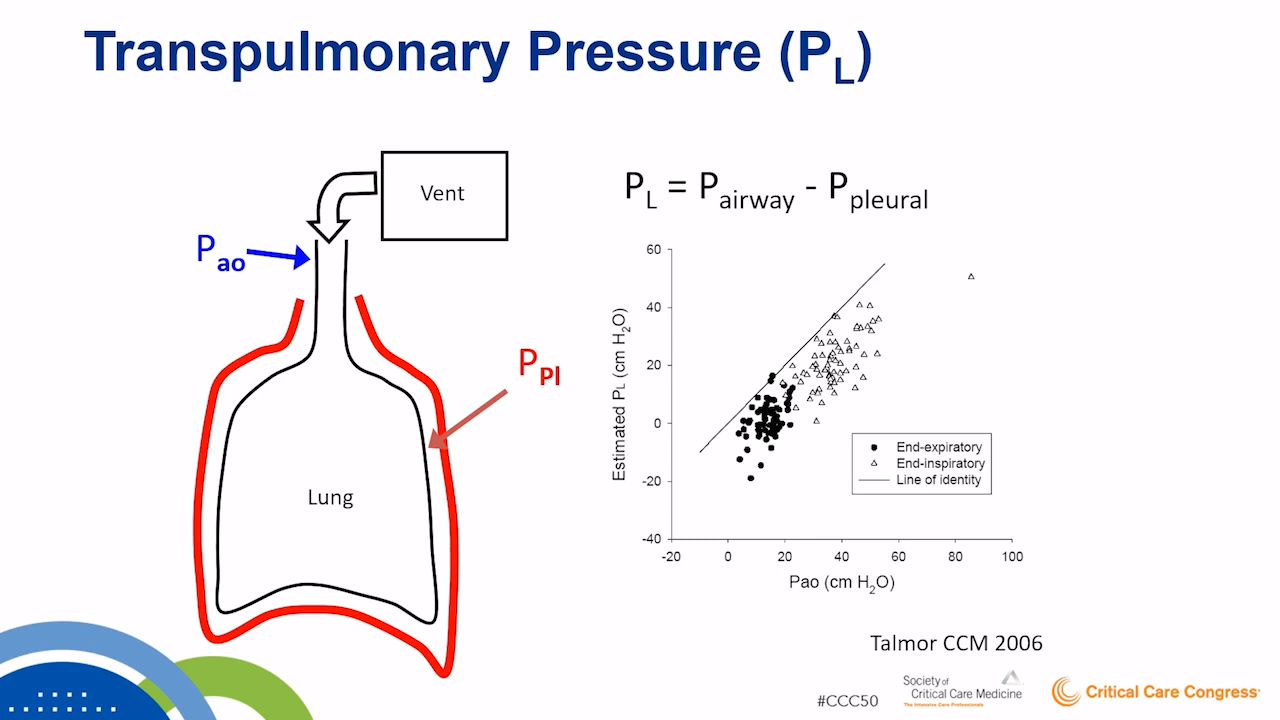 Transpulmonary Pressure (PL)
Vent
Pao
PPl
Lung
PL = Pairway - Ppleural
Estimated PL (cm H2O)
60
40
20
0
-20
-40
End-expiratory
End-inspiratory
Line of identity
-20 0 20 40 60 80 100
Pao (cm H2O)
Talmor CCM 2006
#CCC50
Society of
Critical Care Medicine
The Intensive Care Professionals
Critical Care Congress